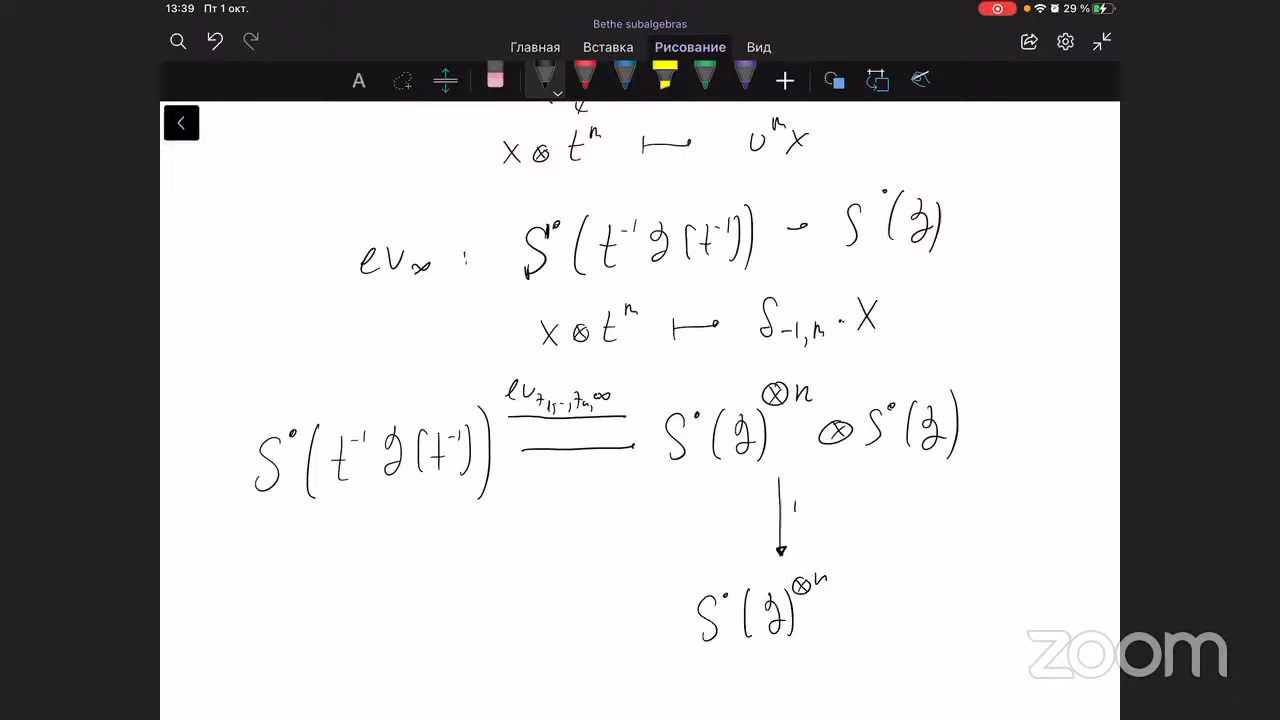 13:39 Пт 1 окт. 29 %
Bethe subalgebras
Главная Вставка Рисование Вид
A
x ⊗ t^m ↦ u^m x
ev_∞ : S^•(t^{-1} g[t^{-1}]) → S^•(g)
x ⊗ t^m ↦ δ_{-1,m} · x
S^•(t^{-1} g[t^{-1}]) ev_{z_1,...,z_n,∞} S^•(g)^{⊗n} ⊗ S^•(g)
S^•(g)^{⊗n}
zoom